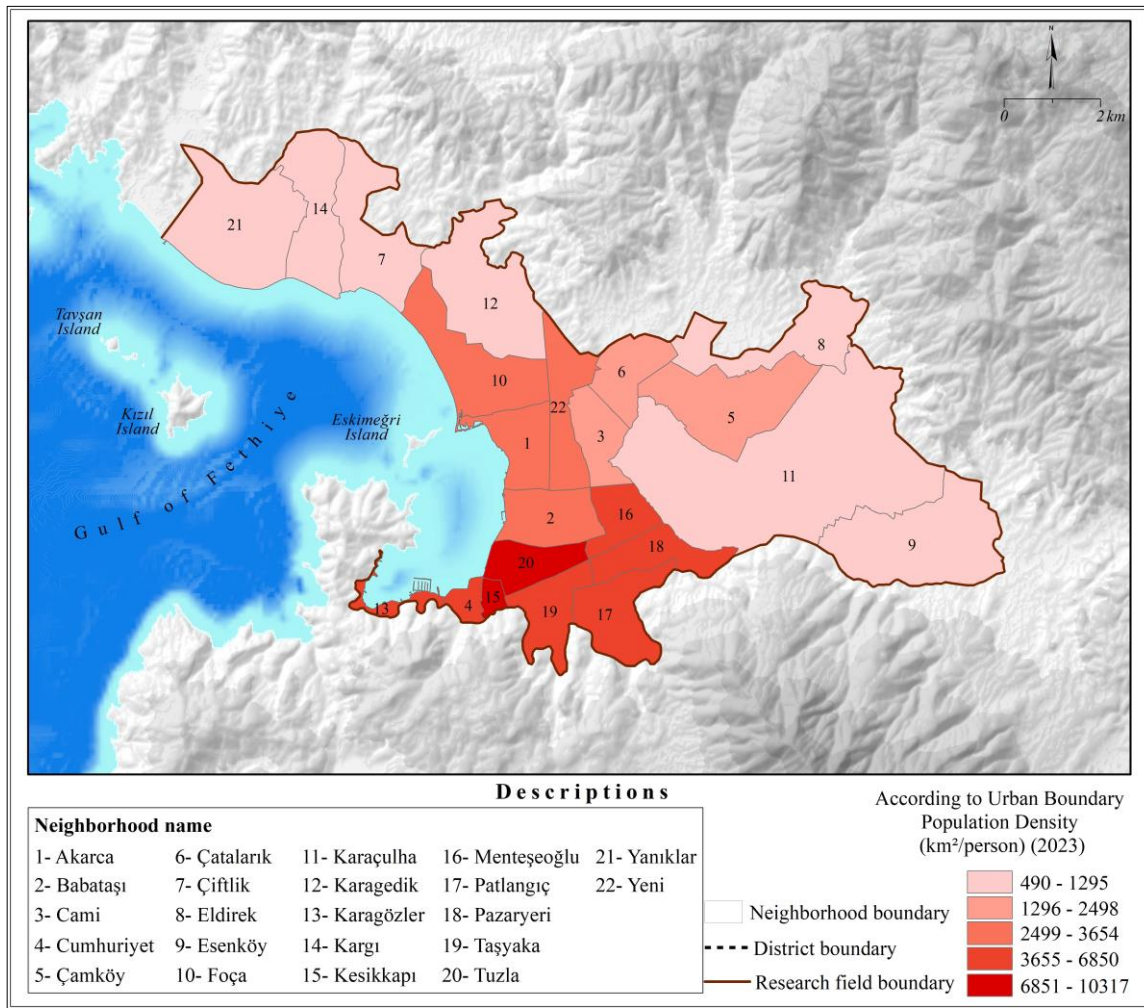 N
0 2 km
21
14
7
12
Tavşan
Island
8
6
10
5
22
Kızıl
Island
Eskimeğri
Island
3
1
11
Gulf of Fethiye
16
2
18
9
20
15
4
13
19
17
Descriptions
Neighborhood name
1- Akarca 6- Çatalarık 11- Karaçulha 16- Menteşeoğlu 21- Yanıklar
2- Babataşı 7- Çiftlik 12- Karagedik 17- Patlangıç 22- Yeni
3- Cami 8- Eldirek 13- Karagözler 18- Pazaryeri
4- Cumhuriyet 9- Esenköy 14- Kargı 19- Taşyaka
5- Çamköy 10- Foça 15- Kesikkapı 20- Tuzla
Neighborhood boundary
District boundary
Research field boundary
According to Urban Boundary
Population Density
(km²/person) (2023)
490 - 1295
1296 - 2498
2499 - 3654
3655 - 6850
6851 - 10317